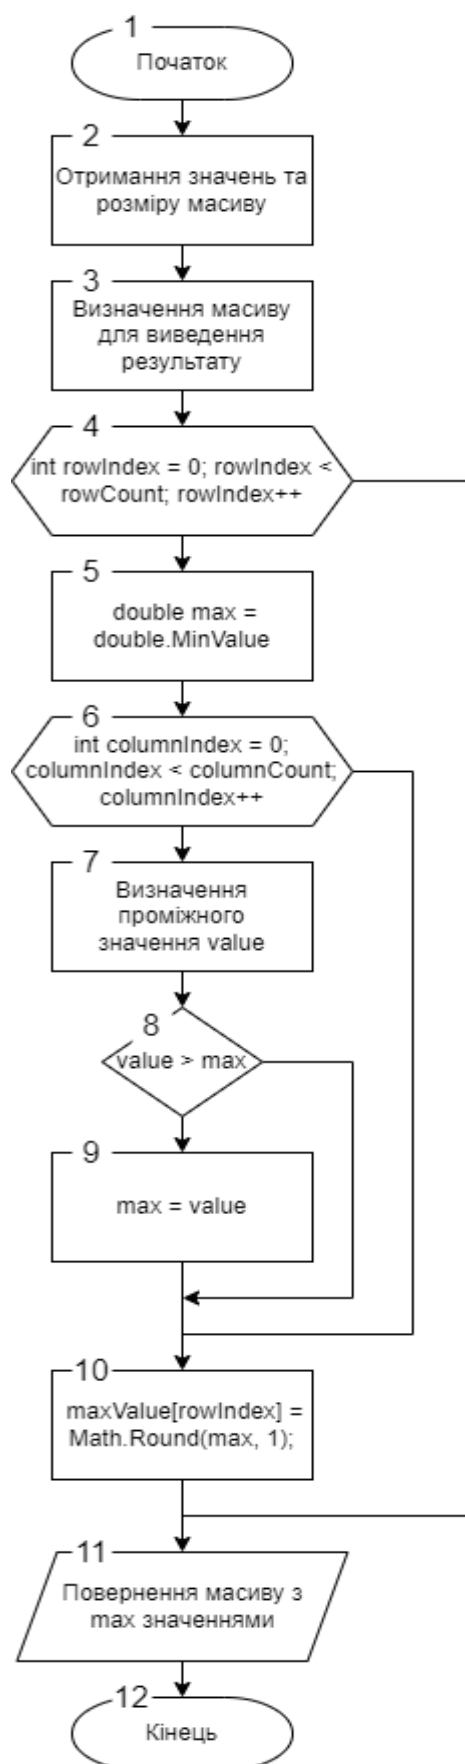 1
Початок
2
Отримання значень та
розміру масиву
3
Визначення масиву
для виведення
результату
4
int rowIndex = 0; rowIndex <
rowCount; rowIndex++
5
double max =
double.MinValue
6
int columnIndex = 0;
columnIndex < columnCount;
columnIndex++
7
Визначення
проміжного
значення value
8
value > max
9
max = value
10
maxValue[rowIndex] =
Math.Round(max, 1);
11
Повернення масиву з
max значеннями
12
Кінець